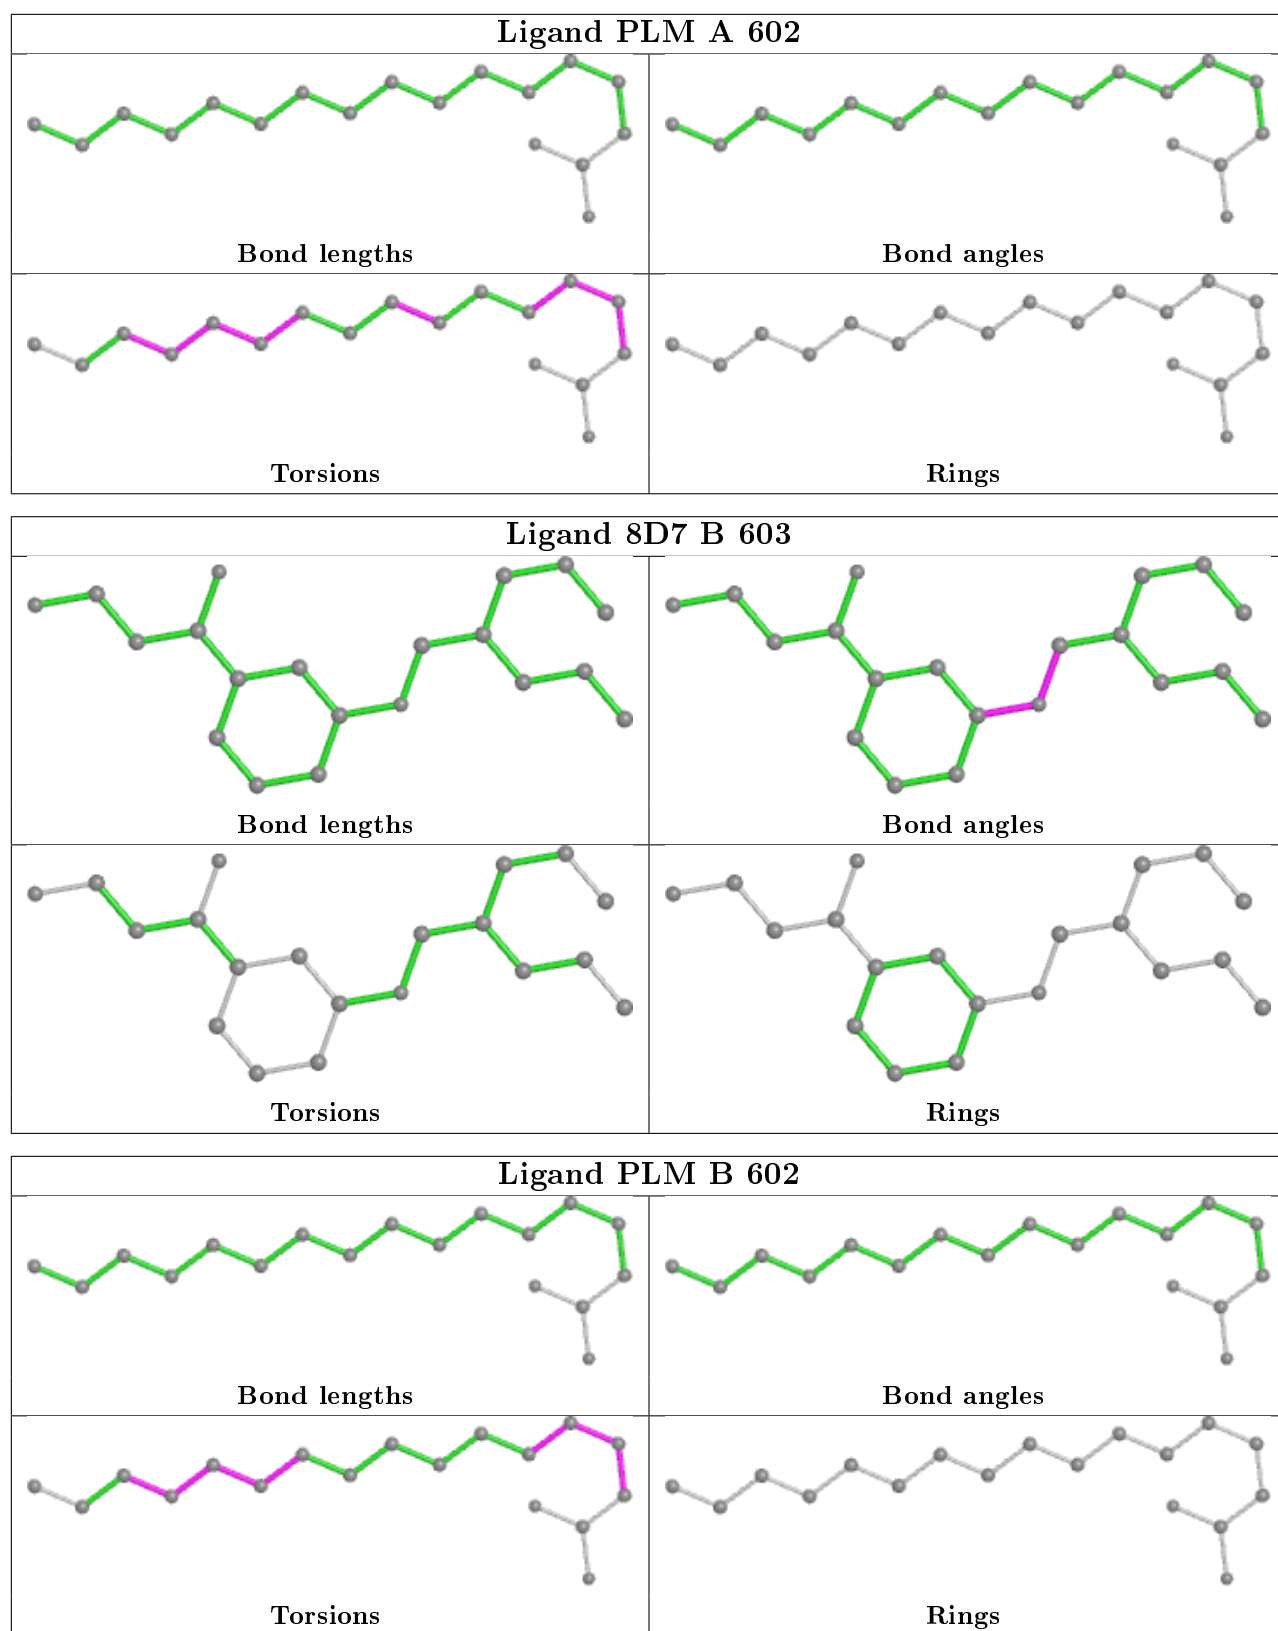 Ligand PLM A 602
Bond lengths
Bond angles
Torsions
Rings
Ligand 8D7 B 603
Bond lengths
Bond angles
Torsions
Rings
Ligand PLM B 602
Bond lengths
Bond angles
Torsions
Rings